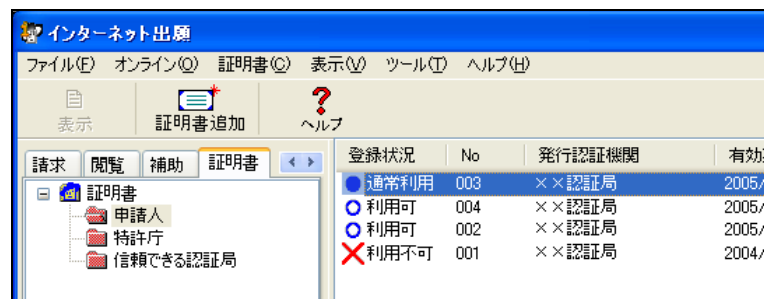 インターネット出願
ファイル(F) オンライン(O) 証明書(C) 表示(V) ツール(T) ヘルプ(H)
表示 証明書追加 ヘルプ
請求 閲覧 補助 証明書
証明書
申請人
特許庁
信頼できる認証局
登録状況 No 発行認証機関 有効
通常利用 003 ××認証局 2005/
利用可 004 ××認証局 2005/
利用可 002 ××認証局 2005/
利用不可 001 ××認証局 2004/